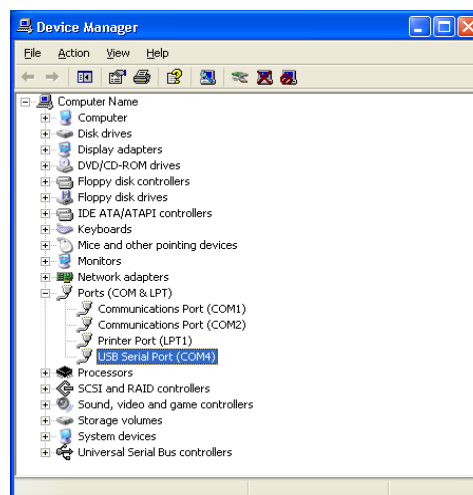 Device Manager
File Action View Help
Computer Name
Computer
Disk drives
Display adapters
DVD/CD-ROM drives
Floppy disk controllers
Floppy disk drives
IDE ATA/ATAPI controllers
Keyboards
Mice and other pointing devices
Monitors
Network adapters
Ports (COM & LPT)
Communications Port (COM1)
Communications Port (COM2)
Printer Port (LPT1)
USB Serial Port (COM4)
Processors
SCSI and RAID controllers
Sound, video and game controllers
Storage volumes
System devices
Universal Serial Bus controllers